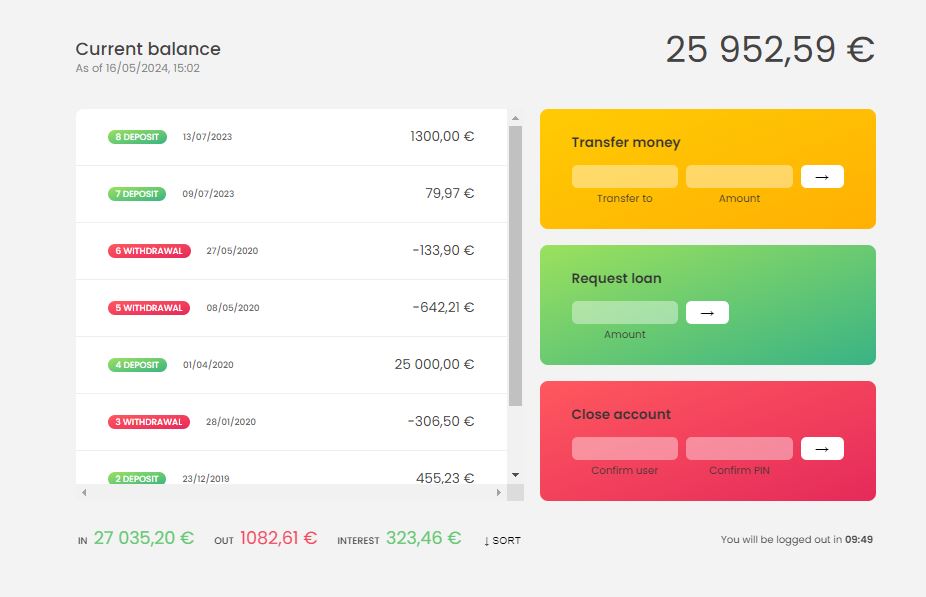 Current balance
As of 16/05/2024, 15:02
25 952,59 €
8 DEPOSIT 13/07/2023 1300,00 €
7 DEPOSIT 09/07/2023 79,97 €
6 WITHDRAWAL 27/05/2020 -133,90 €
5 WITHDRAWAL 08/05/2020 -642,21 €
4 DEPOSIT 01/04/2020 25 000,00 €
3 WITHDRAWAL 28/01/2020 -306,50 €
2 DEPOSIT 23/12/2019 455,23 €
Transfer money
→
Transfer to Amount
Request loan
→
Amount
Close account
→
Confirm user Confirm PIN
IN 27 035,20 € OUT 1082,61 € INTEREST 323,46 € ↓ SORT
You will be logged out in 09:49